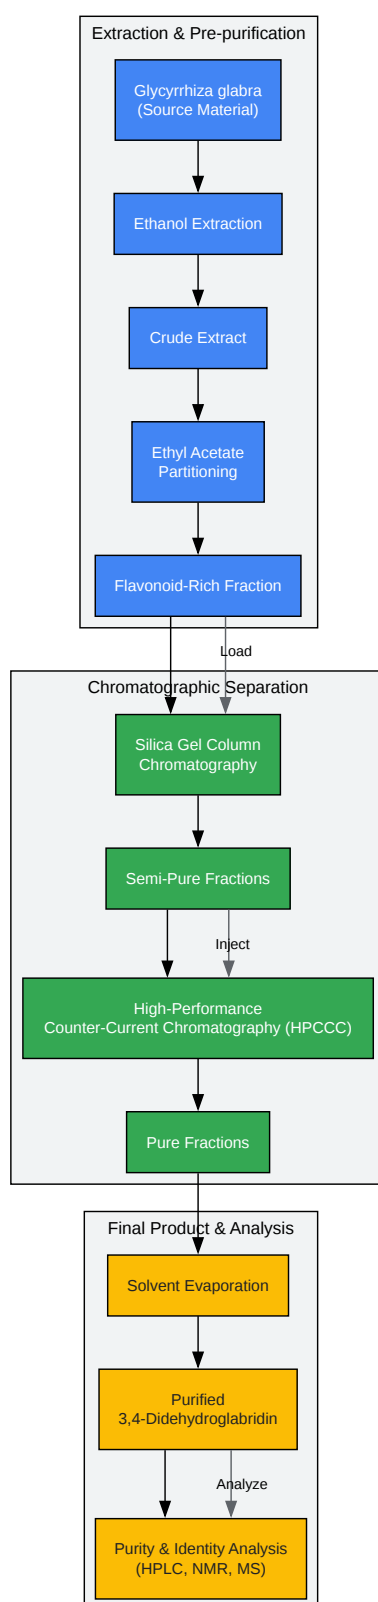 Extraction & Pre-purification
Glycyrrhiza glabra
(Source Material)
Ethanol Extraction
Crude Extract
Ethyl Acetate
Partitioning
Flavonoid-Rich Fraction
Load
Chromatographic Separation
Silica Gel Column
Chromatography
Semi-Pure Fractions
Inject
High-Performance
Counter-Current Chromatography (HPCCC)
Pure Fractions
Final Product & Analysis
Solvent Evaporation
Purified
3,4-Didehydroglabridin
Analyze
Purity & Identity Analysis
(HPLC, NMR, MS)